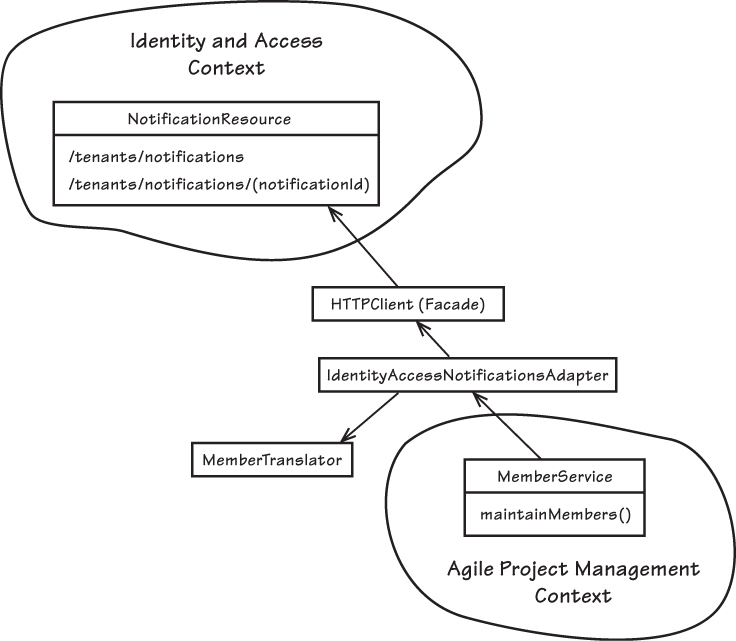 Identity and Access
Context
NotificationResource
/tenants/notifications
/tenants/notifications/(notificationId)
HTTPClient (Facade)
IdentityAccessNotificationsAdapter
MemberTranslator
MemberService
maintainMembers()
Agile Project Management
Context